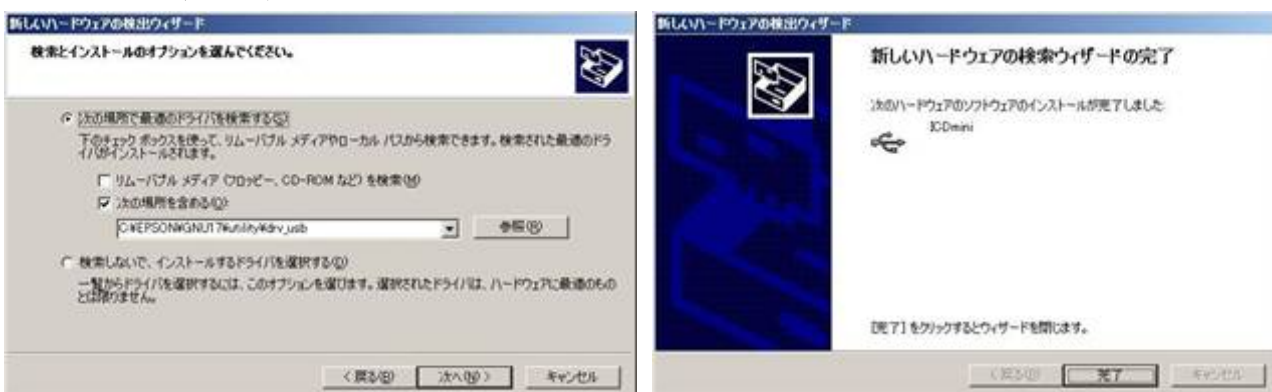 新しいハードウェアの検出ウィザード
検索とインストールのオプションを選んでください。
次の場所で最適のドライバを検索する(S)
下のチェック ボックスを使って、リムーバブル メディアやローカル パスから検索できます。検索された最適のドラ
イバがインストールされます。
リムーバブル メディア (フロッピー、CD-ROM など) を検索(M)
次の場所を含める(O):
C:¥EPSON¥GNU17¥utility¥drv_usb
参照(R)
検索しないで、インストールするドライバを選択する(D)
一覧からドライバを選択するには、このオプションを選びます。選択されたドライバは、ハードウェアに最適のもの
とは限りません。
< 戻る(B)
次へ(N) >
キャンセル
新しいハードウェアの検出ウィザード
新しいハードウェアの検索ウィザードの完了
次のハードウェアのソフトウェアのインストールが完了しました:
ICDmini
[完了] をクリックするとウィザードを閉じます。
< 戻る(B)
完了
キャンセル